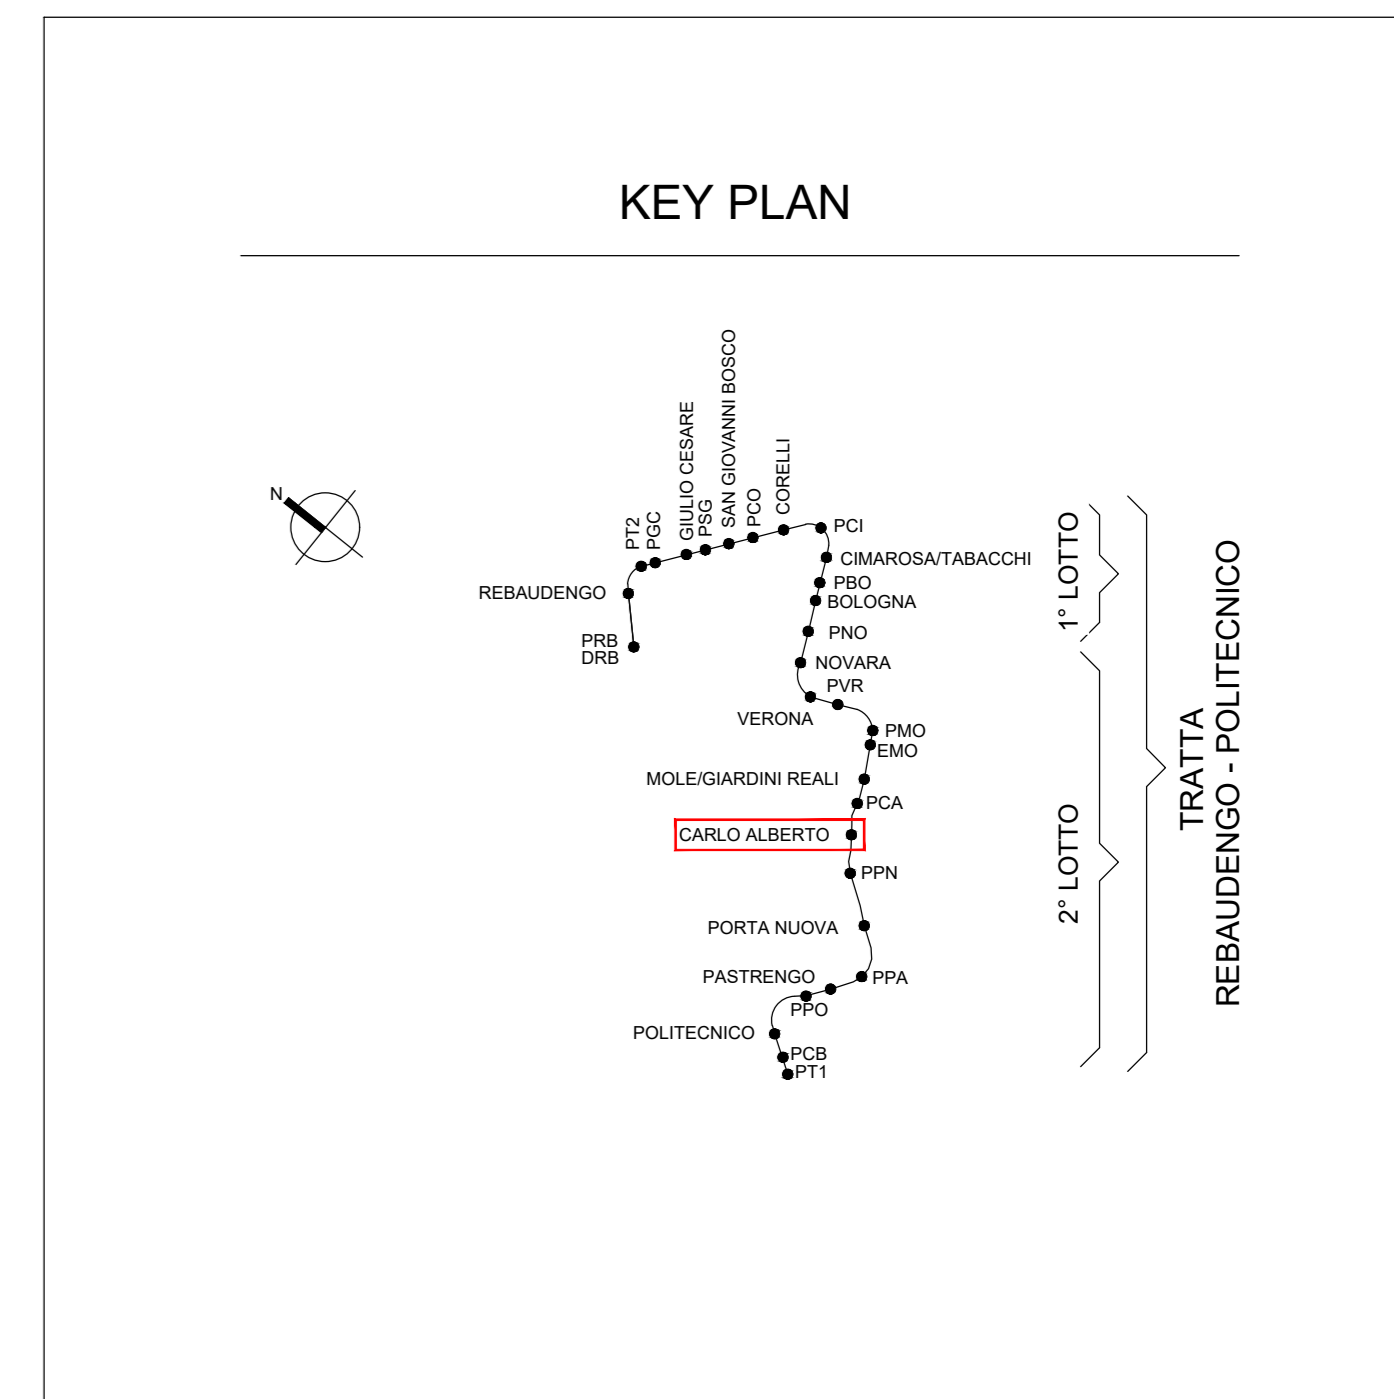 KEY PLAN
N
PT2
PGC
GIULIO CESARE
PSG
SAN GIOVANNI BOSCO
PCO
CORELLI
PCI
CIMAROSA/TABACCHI
REBAUDENGO
PBO
BOLOGNA
PNO
PRB
DRB
NOVARA
PVR
VERONA
PMO
EMO
MOLE/GIARDINI REALI
PCA
CARLO ALBERTO
PPN
PORTA NUOVA
PASTRENGO
PPA
PPO
POLITECNICO
PCB
PT1
1° LOTTO
2° LOTTO
TRATTA
REBAUDENGO - POLITECNICO